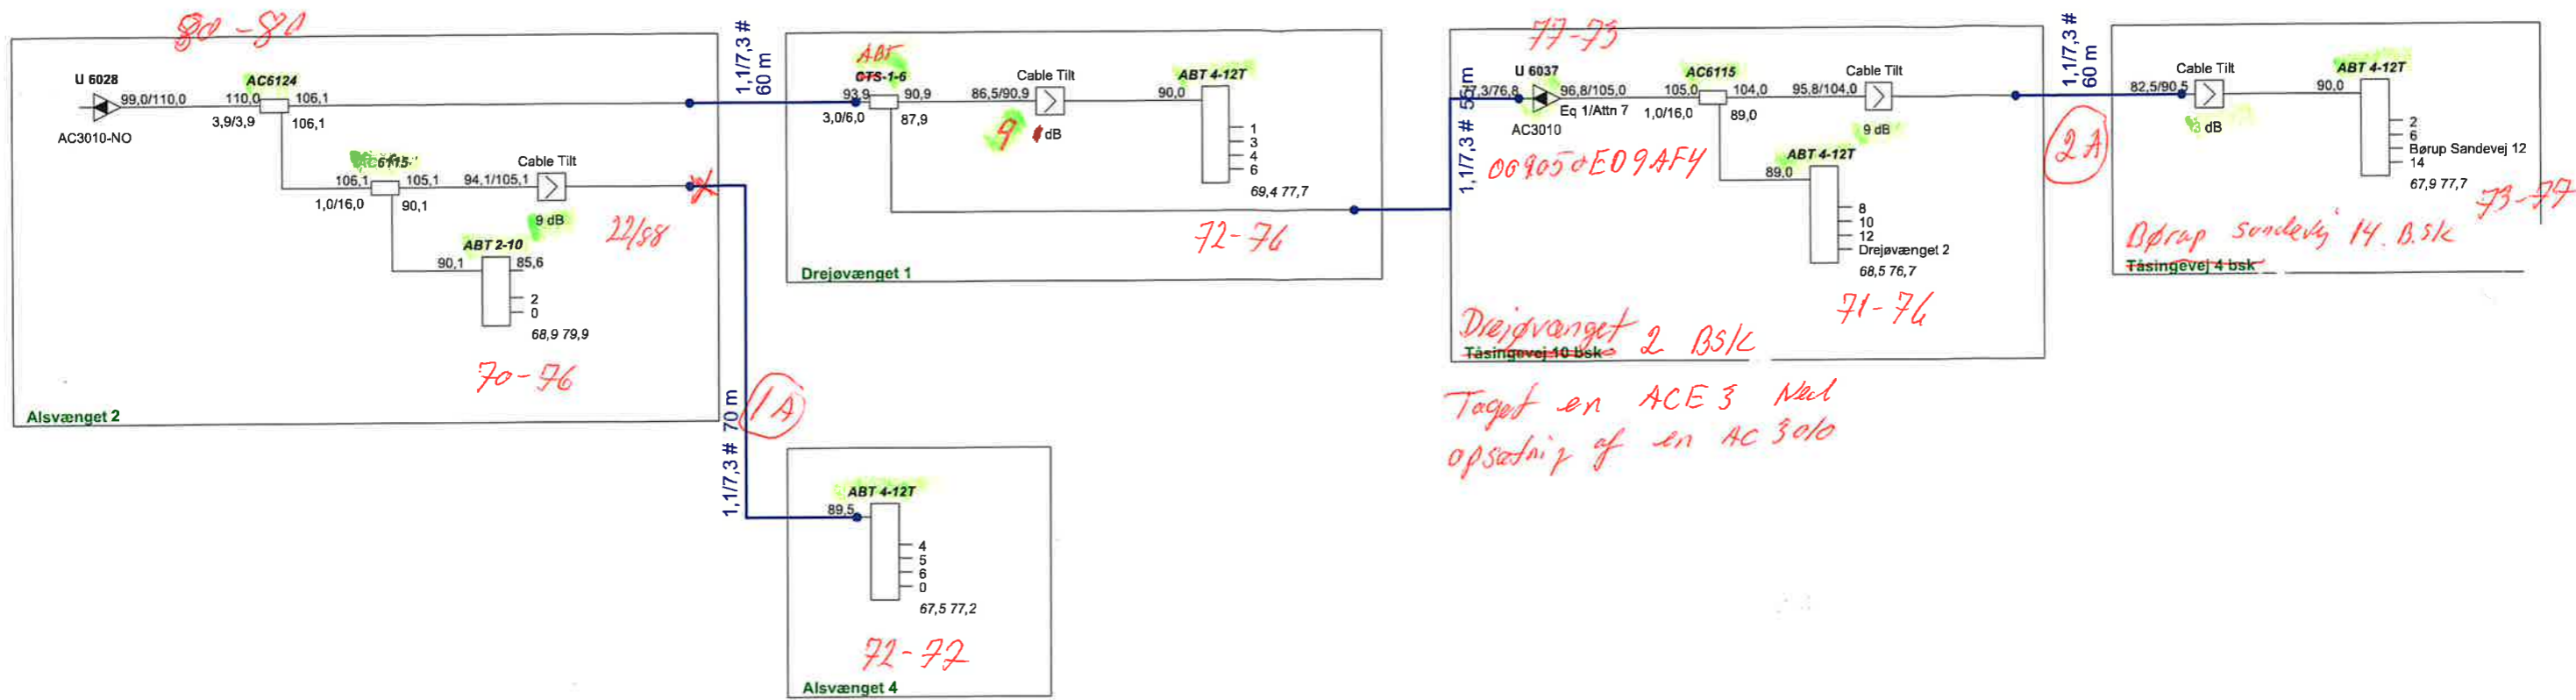 80-80
U 6028
99,0/110,0
AC3010-NO
AC6124
110,0
106,1
3,9/3,9
106,1
106,1
105,1
1,0/16,0
90,1
Cable Tilt
94,1/105,1
9 dB
22/88
ABT 2-10
90,1
85,6
2
0
68,9 79,9
70-76
Alsvænget 2
1,1/7,3 #
60 m
1,1/7,3 # 70 m
1A
ABT 4-12T
89,5
4
5
6
0
67,5 77,2
72-77
Alsvænget 4
ABT
CTS-1-6
93,9
90,9
3,0/6,0
87,9
Cable Tilt
86,5/90,9
9
dB
ABT 4-12T
90,0
1
3
4
6
69,4 77,7
72-76
Drejøvænget 1
1,1/7,3 # 55 m
77-75
U 6037
77,3/76,8
96,8/105,0
Eq 1/Attn 7
AC3010
AC6115
105,0
104,0
1,0/16,0
89,0
Cable Tilt
95,8/104,0
9 dB
ABT 4-12T
89,0
8
10
12
Drejøvænget 2
68,5 76,7
71-76
Drejøvænget 2 BSK
Tåsingevej 10 bsk
Taget en ACE 3 Ned
opsætnig af en AC 3010
1,1/7,3 #
60 m
2A
Cable Tilt
82,5/90,5
3 dB
ABT 4-12T
90,0
2
6
Børup Sandevej 12
14
67,9 77,7
73-77
Børup Sandevej 14. B.Sk
Tåsingevej 4 bsk